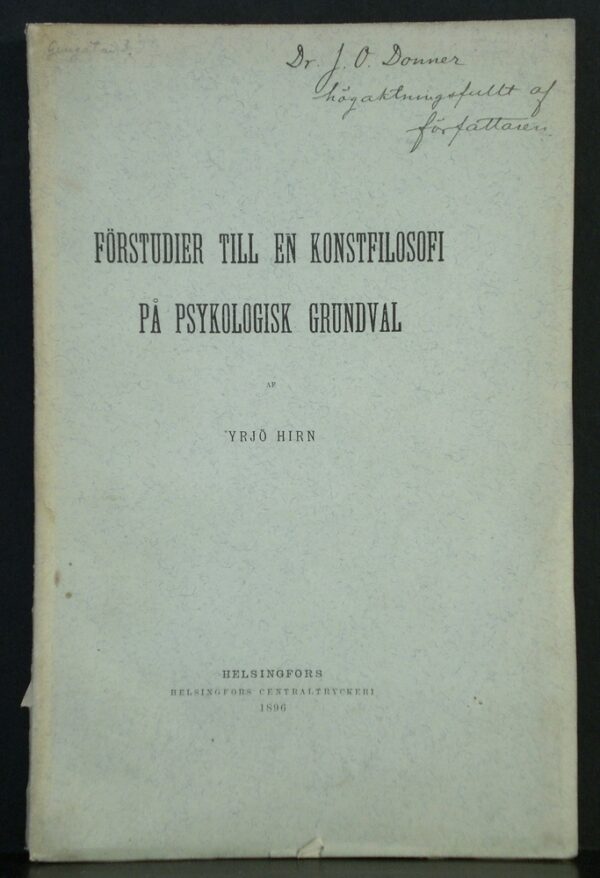 Dr. J. O. Donner
högaktningsfullt af
författaren
FÖRSTUDIER TILL EN KONSTFILOSOFI
PÅ PSYKOLOGISK GRUNDVAL
AF
YRJÖ HIRN
HELSINGFORS
HELSINGFORS CENTRALTRYCKERI
1896